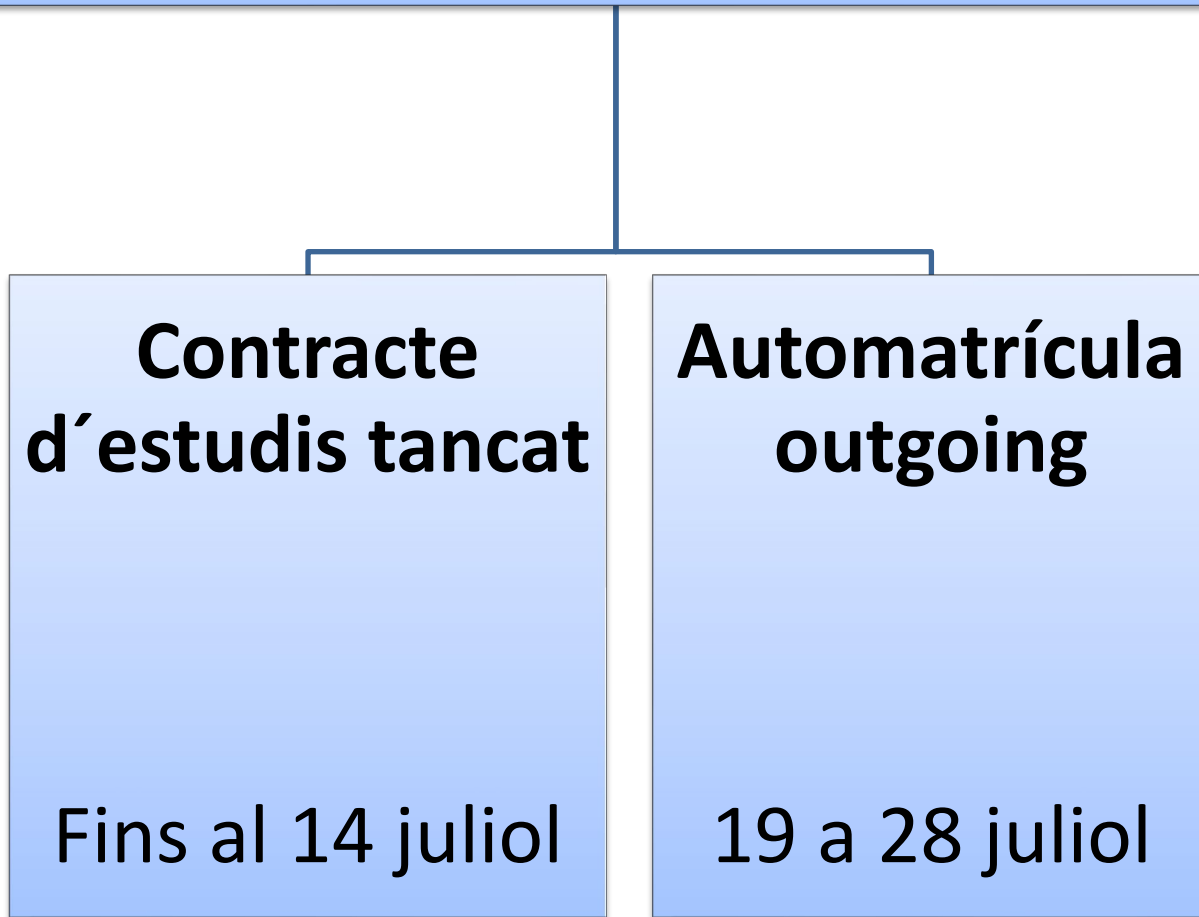 Contracte
d´estudis tancat
Fins al 14 juliol
Automatrícula
outgoing
19 a 28 juliol